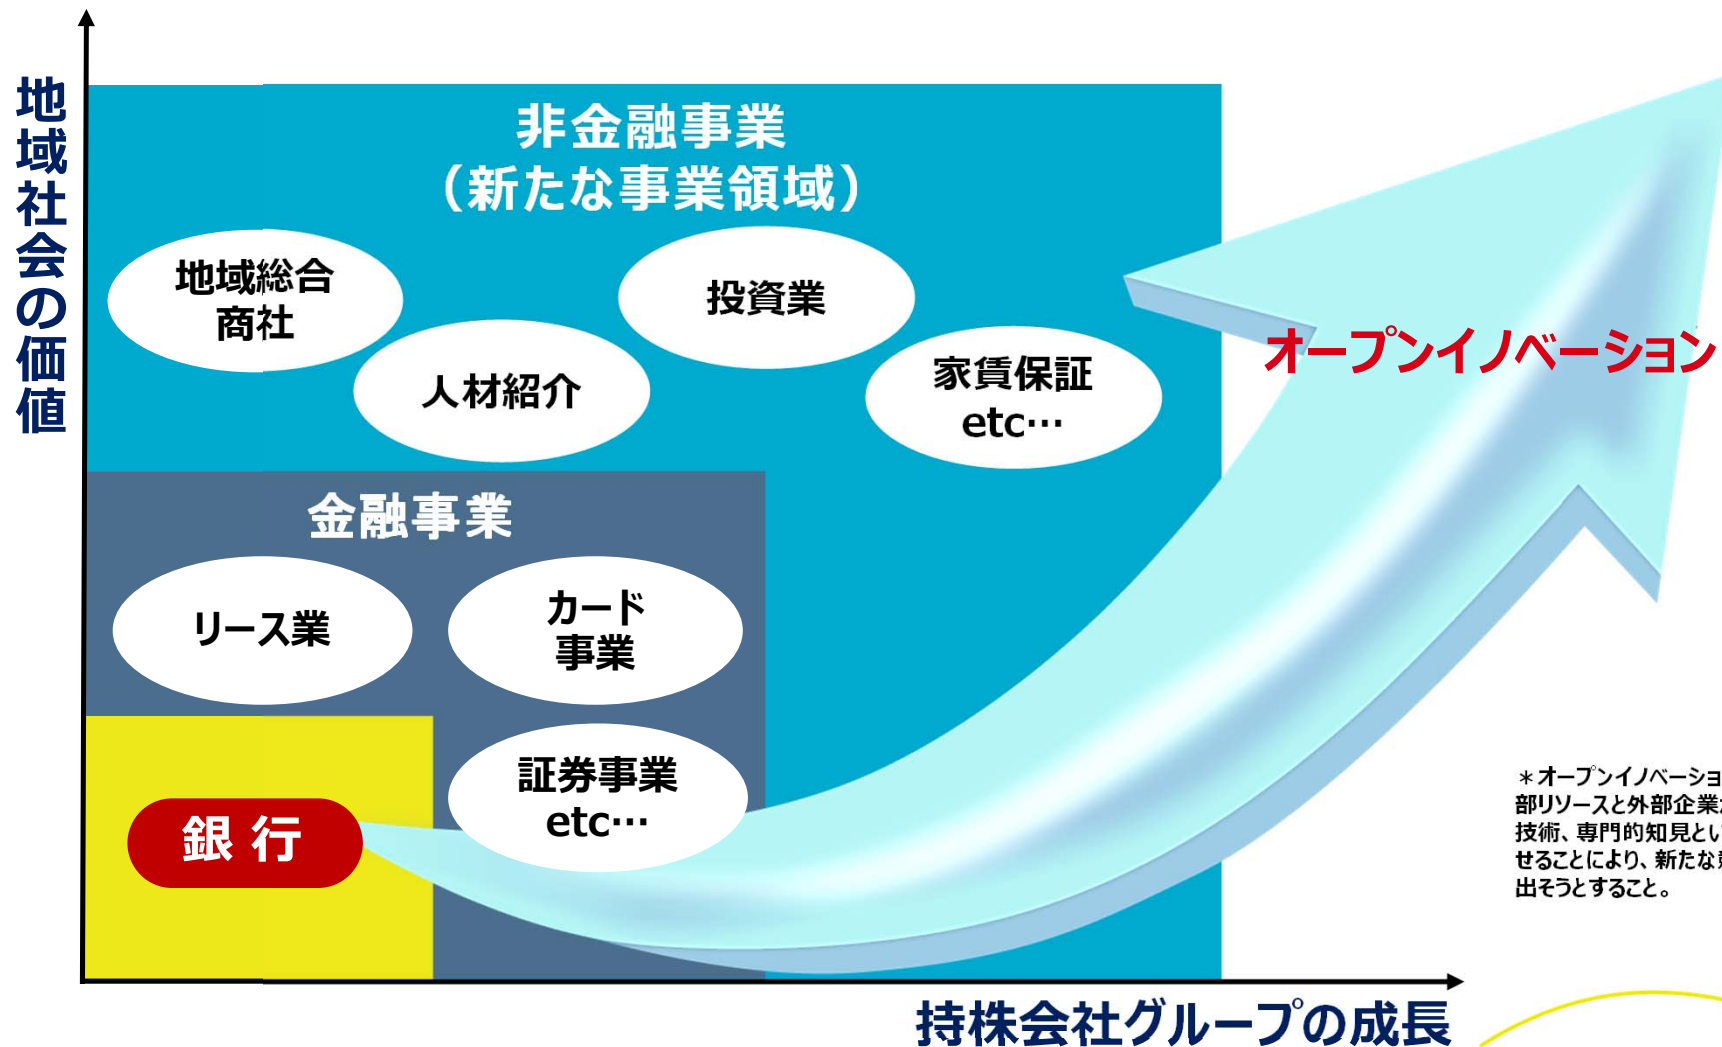 地域社会の価値
非金融事業
（新たな事業領域）
地域総合
商社
人材紹介
投資業
家賃保証
etc…
オープンイノベーション
金融事業
リース業
カード
事業
証券事業
etc…
銀 行
＊オープンイノベーショ
部リソースと外部企業
技術、専門的知見とい
せることにより、新たな
出そうとすること。
持株会社グループの成長